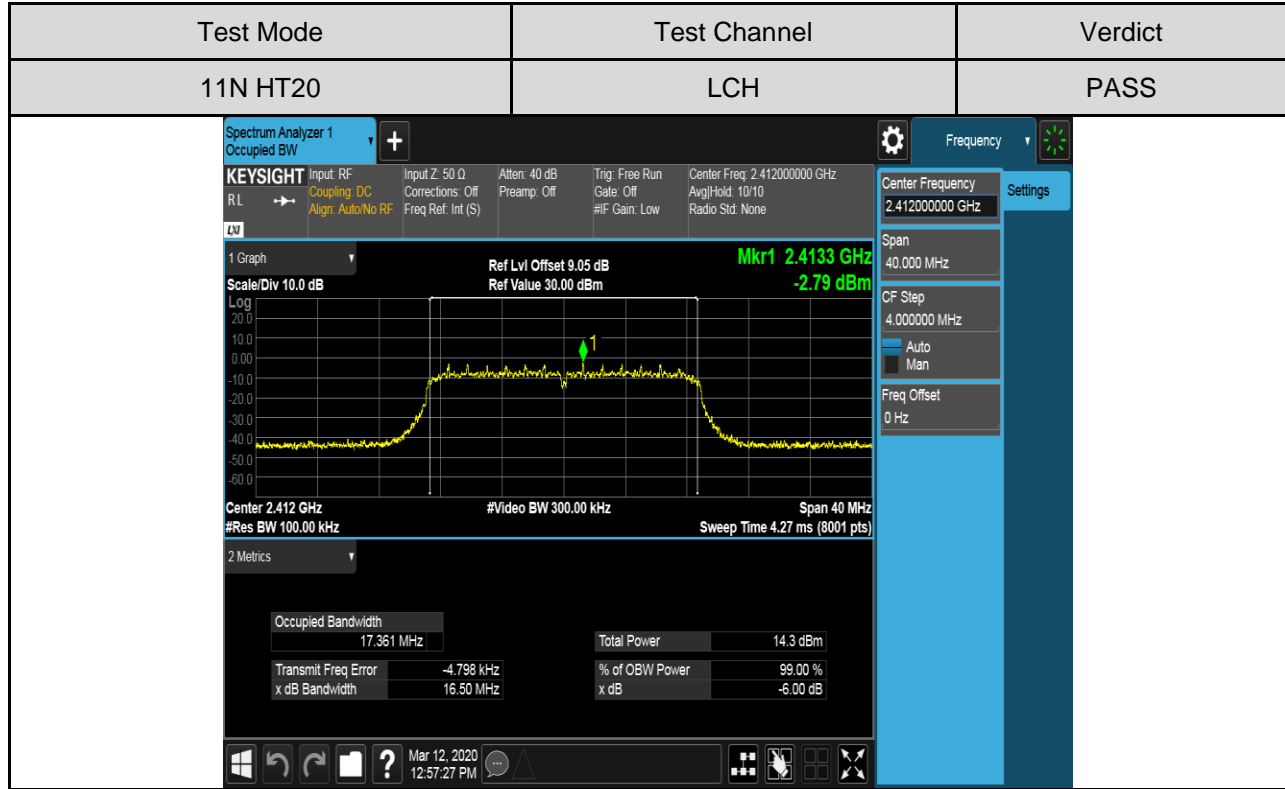 Test Mode Test Channel Verdict
11N HT20 LCH PASS
Spectrum Analyzer 1
Occupied BW
+
Frequency
KEYSIGHT
RL
LXI
Input: RF
Coupling: DC
Align: Auto/No RF
Input Z: 50 Ω
Corrections: Off
Freq Ref: Int (S)
Atten: 40 dB
Preamp: Off
Trig: Free Run
Gate: Off
#IF Gain: Low
Center Freq: 2.412000000 GHz
Avg|Hold: 10/10
Radio Std: None
Center Frequency
2.412000000 GHz
Settings
Span
40.000 MHz
CF Step
4.000000 MHz
Auto
Man
Freq Offset
0 Hz
1 Graph
Scale/Div 10.0 dB
Ref Lvl Offset 9.05 dB
Ref Value 30.00 dBm
Mkr1 2.4133 GHz
-2.79 dBm
Log
20.0
10.0
0.00
-10.0
-20.0
-30.0
-40.0
-50.0
-60.0
1
Center 2.412 GHz
#Res BW 100.00 kHz
#Video BW 300.00 kHz
Span 40 MHz
Sweep Time 4.27 ms (8001 pts)
2 Metrics
Occupied Bandwidth
17.361 MHz
Total Power 14.3 dBm
Transmit Freq Error -4.798 kHz
% of OBW Power 99.00 %
x dB Bandwidth 16.50 MHz
x dB -6.00 dB
?
Mar 12, 2020
12:57:27 PM